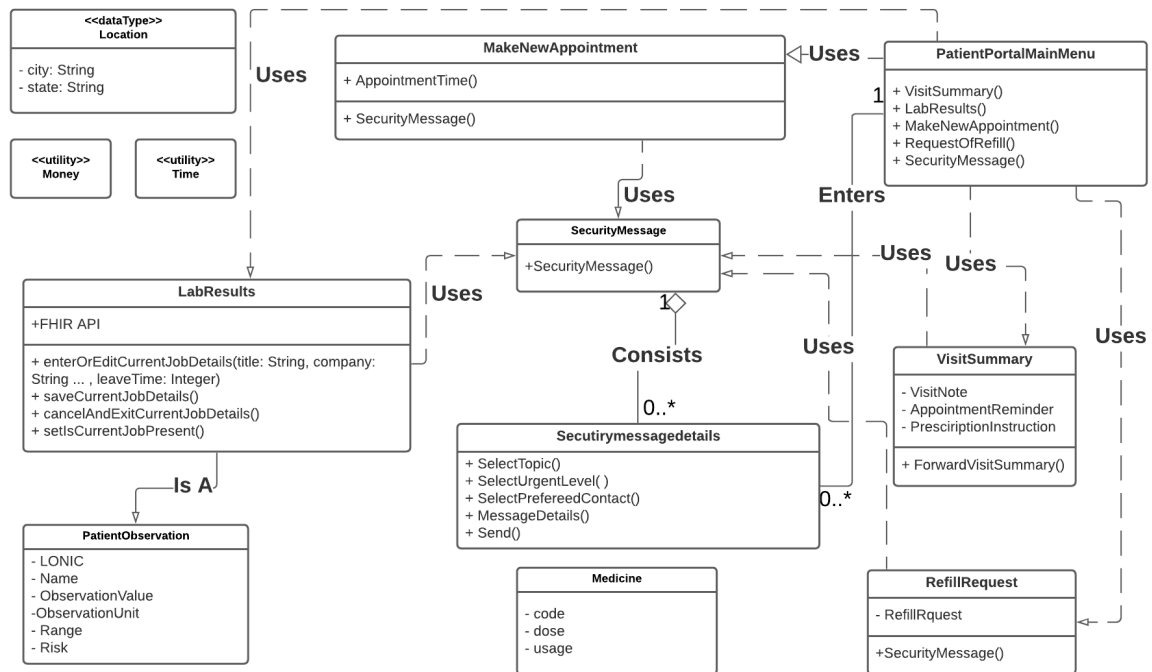 <<dataType>>
Location
- city: String
- state: String
<<utility>>
Money
<<utility>>
Time
Uses
MakeNewAppointment
+ AppointmentTime()
+ SecurityMessage()
Uses
PatientPortalMainMenu
+ VisitSummary()
+ LabResults()
+ MakeNewAppointment()
+ RequestOfRefill()
+ SecurityMessage()
1
Enters
Uses
SecurityMessage
+SecurityMessage()
Uses
Uses
LabResults
+FHIR API
+ enterOrEditCurrentJobDetails(title: String, company:
String ... , leaveTime: Integer)
+ saveCurrentJobDetails()
+ cancelAndExitCurrentJobDetails()
+ setIsCurrentJobPresent()
Uses
1
Consists
0..*
Uses
Uses
VisitSummary
- VisitNote
- AppointmentReminder
- PresciriptionInstruction
+ ForwardVisitSummary()
Secutirymessagedetails
+ SelectTopic()
+ SelectUrgentLevel( )
+ SelectPrefereedContact()
+ MessageDetails()
+ Send()
0..*
Is A
PatientObservation
- LONIC
- Name
- ObservationValue
-ObservationUnit
- Range
- Risk
Medicine
- code
- dose
- usage
RefillRequest
- RefillRquest
+SecurityMessage()